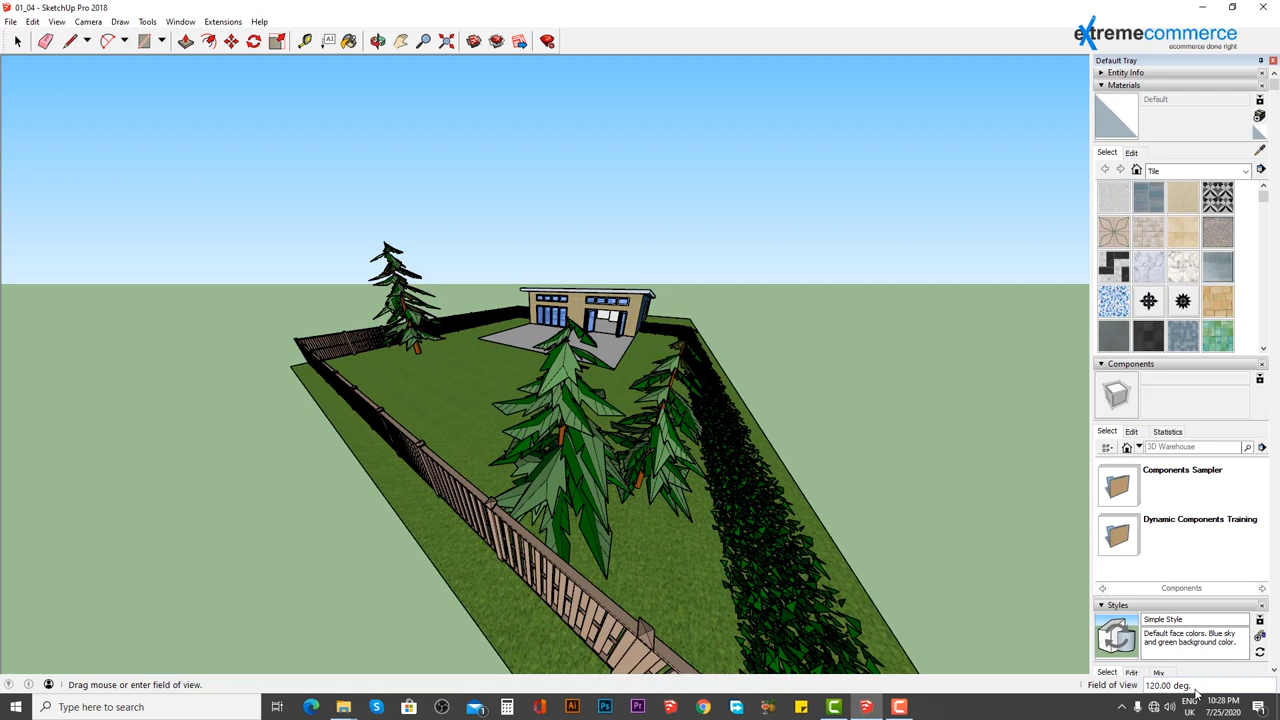 01_04 - SketchUp Pro 2018
File Edit View Camera Draw Tools Window Extensions Help
extremecommerce
ecommerce done right
Default Tray
Entity Info
Materials
Default
Select Edit
Tile
Components
Select Edit Statistics
3D Warehouse
Components Sampler
Dynamic Components Training
Components
Styles
Simple Style
Default face colors. Blue sky
and green background color.
Select Edit Mix
Drag mouse or enter field of view.
Field of View 120.00 deg.
Type here to search
Ai Ps Pr
ENG
UK
10:28 PM
7/25/2020